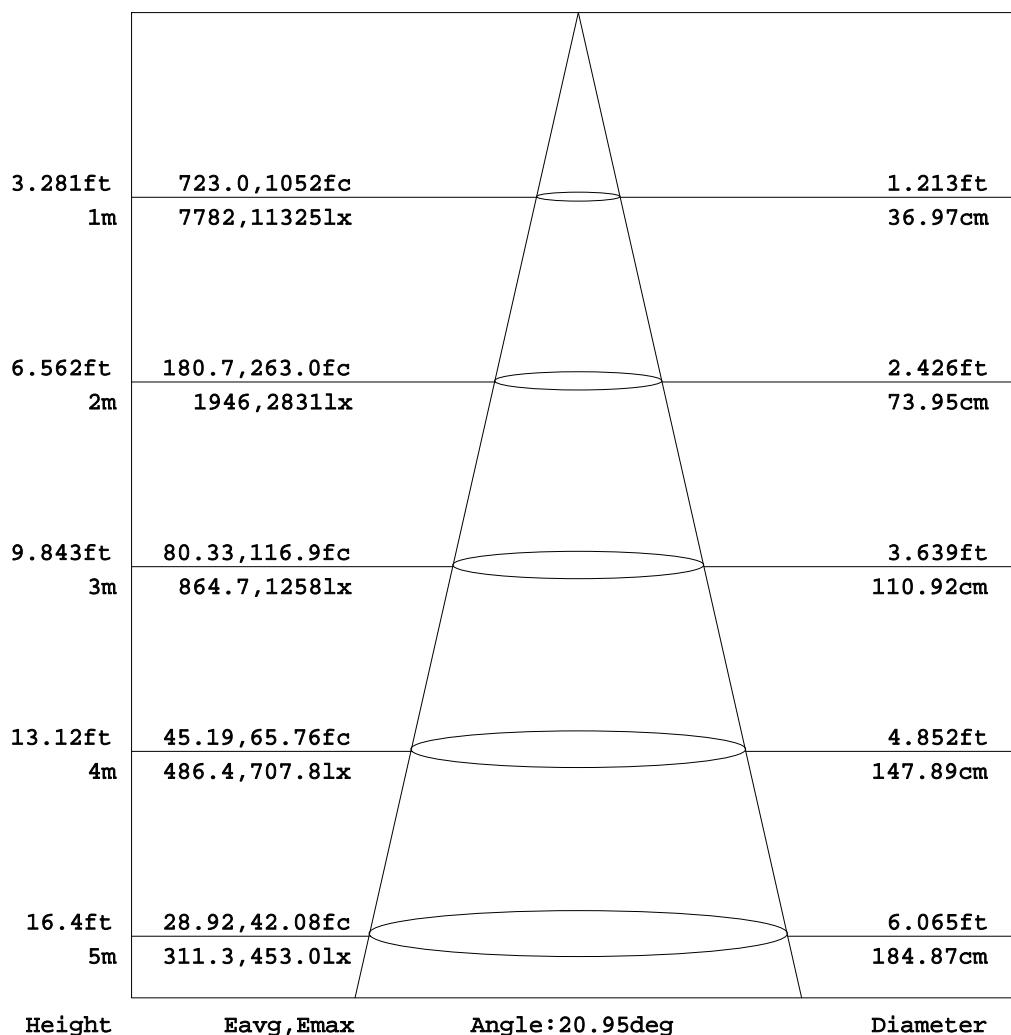 3.281ft 723.0,1052fc 1.213ft
1m 7782,11325lx 36.97cm
6.562ft 180.7,263.0fc 2.426ft
2m 1946,2831lx 73.95cm
9.843ft 80.33,116.9fc 3.639ft
3m 864.7,1258lx 110.92cm
13.12ft 45.19,65.76fc 4.852ft
4m 486.4,707.8lx 147.89cm
16.4ft 28.92,42.08fc 6.065ft
5m 311.3,453.0lx 184.87cm
Height Eavg,Emax Angle:20.95deg Diameter